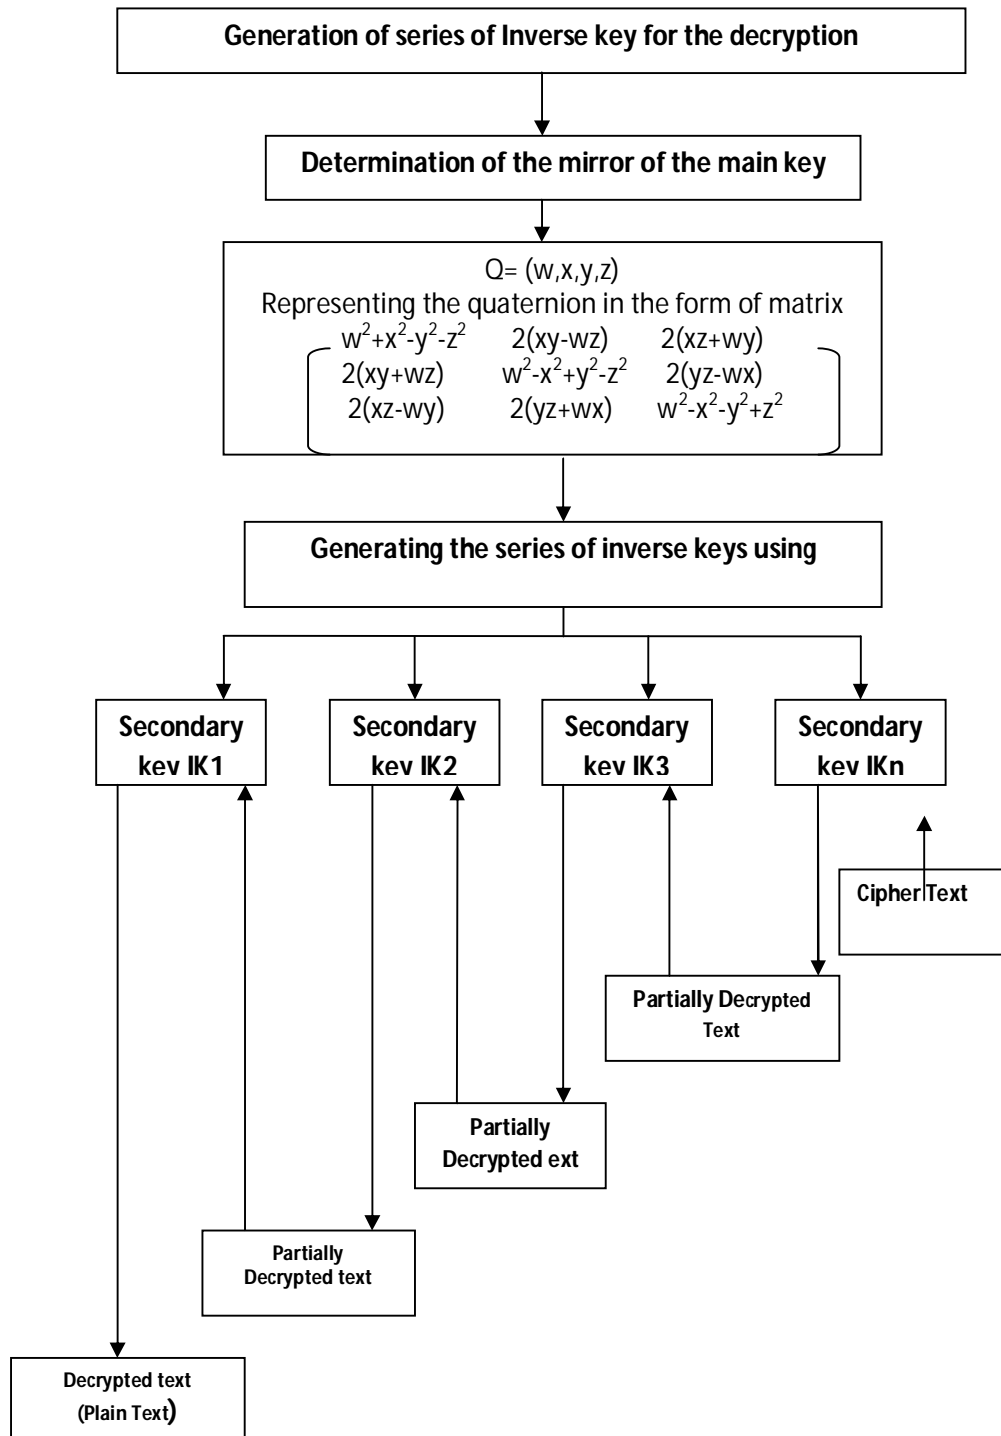 Generation of series of Inverse key for the decryption
Determination of the mirror of the main key
Q= (w,x,y,z)
Representing the quaternion in the form of matrix
w²+x²-y²-z² 2(xy-wz) 2(xz+wy)
2(xy+wz) w²-x²+y²-z² 2(yz-wx)
2(xz-wy) 2(yz+wx) w²-x²-y²+z²
Generating the series of inverse keys using
Secondary
key IK1
Secondary
key IK2
Secondary
key IK3
Secondary
key IKn
Cipher Text
Partially Decrypted
Text
Partially
Decrypted ext
Partially
Decrypted text
Decrypted text
(Plain Text)